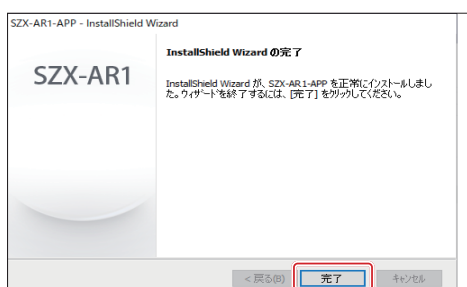 SZX-AR1-APP - InstallShield Wizard
InstallShield Wizard の完了
SZX-AR1
InstallShield Wizard が、SZX-AR1-APP を正常にインストールしまし
た。ウィザードを終了するには、[完了] をクリックしてください。
< 戻る(B)
完了
キャンセル